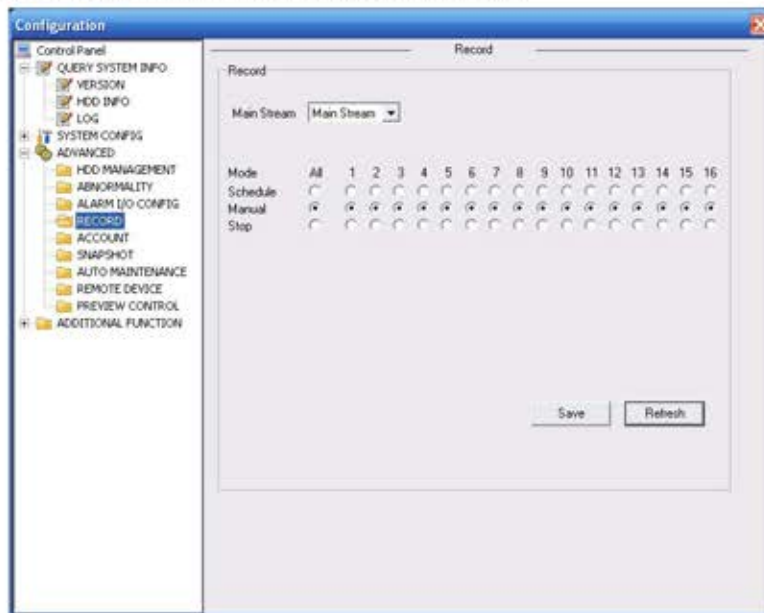 Configuration
Control Panel
QUERY SYSTEM INFO
VERSION
HDD INFO
LOG
SYSTEM CONFIG
ADVANCED
HDD MANAGEMENT
ABNORMALITY
ALARM I/O CONFIG
RECORD
ACCOUNT
SNAPSHOT
AUTO MAINTENANCE
REMOTE DEVICE
PREVIEW CONTROL
ADDITIONAL FUNCTION
Record
Record
Main Stream Main Stream
Mode All 1 2 3 4 5 6 7 8 9 10 11 12 13 14 15 16
Schedule
Manual
Stop
Save Refresh